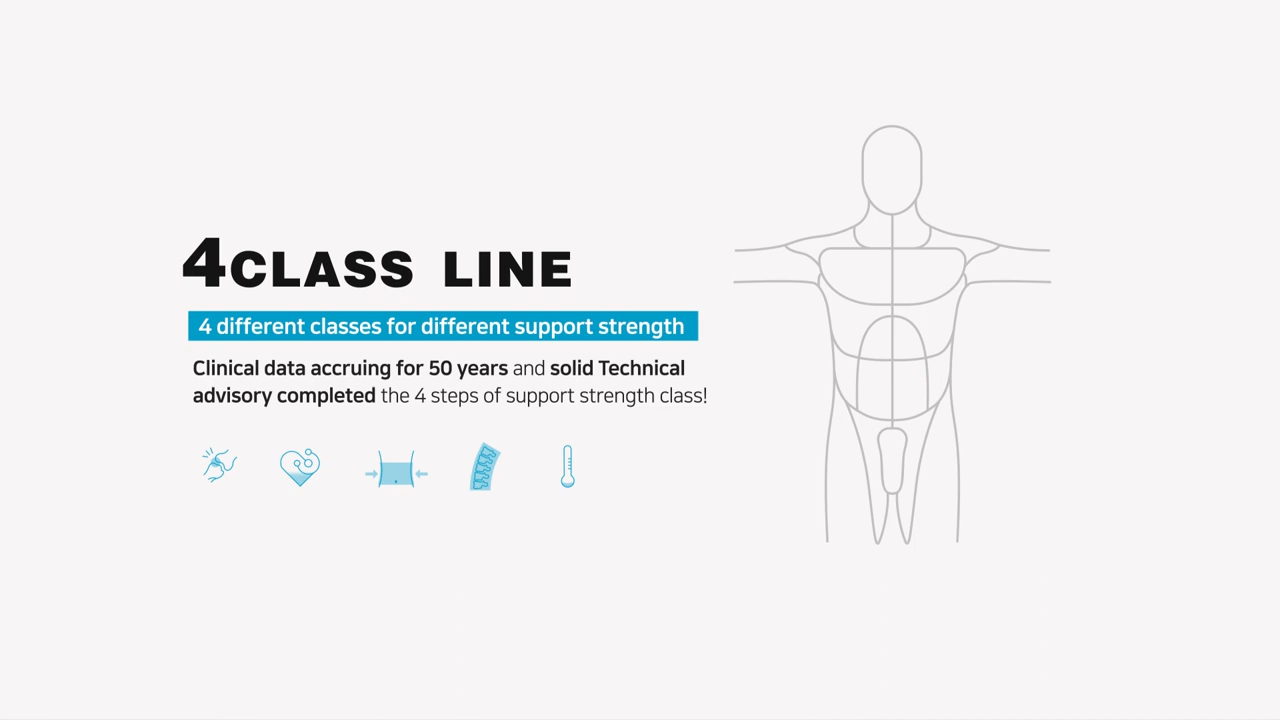 4CLASS LINE
4 different classes for different support strength
Clinical data accruing for 50 years and solid Technical
advisory completed the 4 steps of support strength class!